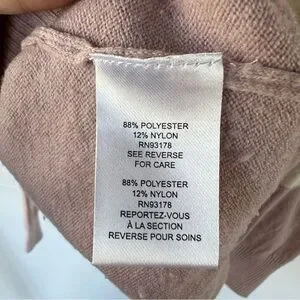 88% POLYESTER
12% NYLON
RN93178
SEE REVERSE
FOR CARE
88% POLYESTER
12% NYLON
RN93178
REPORTEZ-VOUS
À LA SECTION
REVERSE POUR SOINS